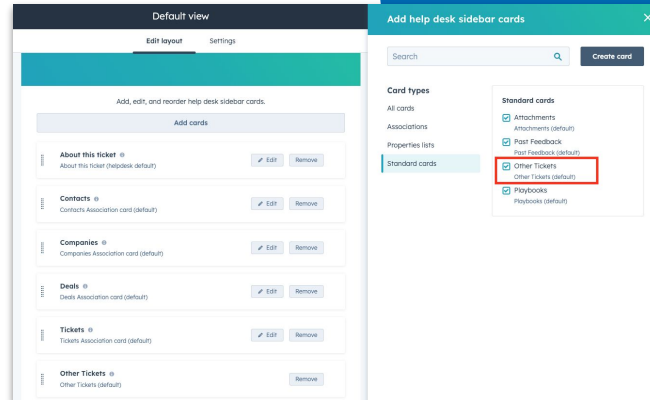 Default view
Edit layout
Settings
Add, edit, and reorder help desk sidebar cards.
Add cards
About this ticket
About this ticket (helpdesk default)
Edit
Remove
Contacts
Contacts Association card (default)
Edit
Remove
Companies
Companies Association card (default)
Edit
Remove
Deals
Deals Association card (default)
Edit
Remove
Tickets
Tickets Association card (default)
Edit
Remove
Other Tickets
Other Tickets (default)
Remove
Add help desk sidebar cards
Search
Create card
Card types
All cards
Associations
Properties lists
Standard cards
Standard cards
Attachments
Attachments (default)
Past Feedback
Past Feedback (default)
Other Tickets
Other Tickets (default)
Playbooks
Playbooks (default)